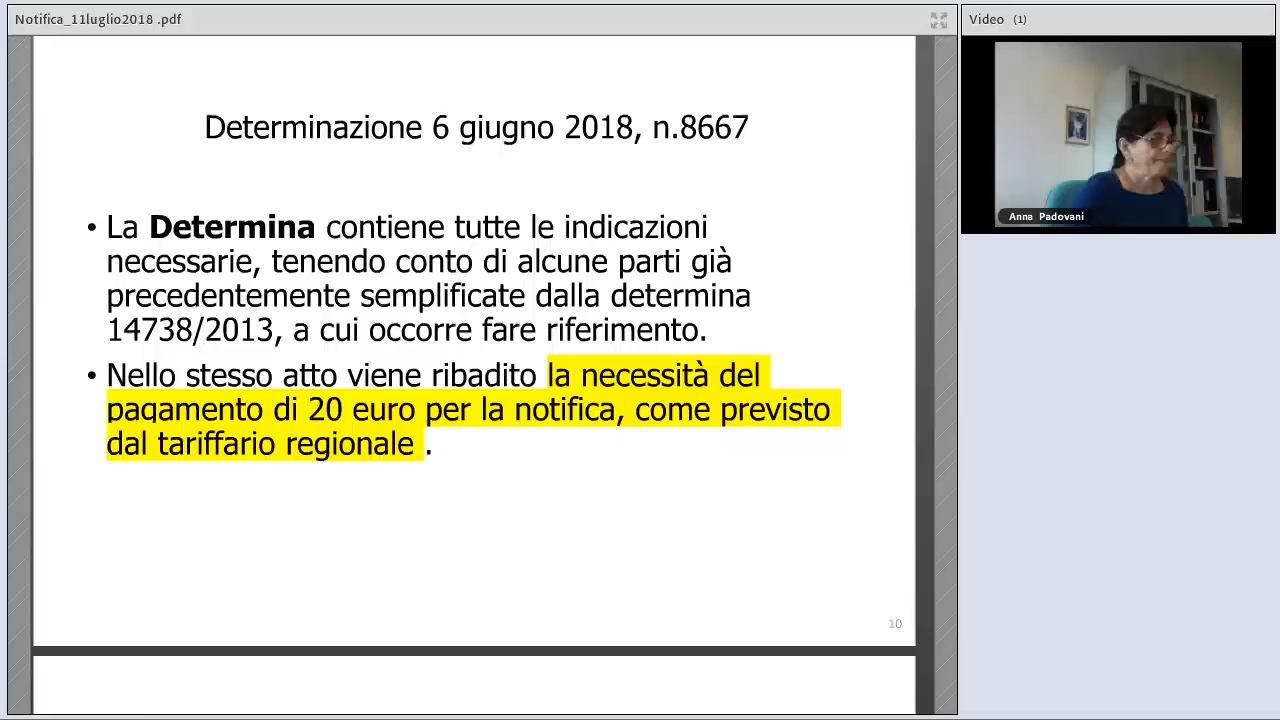 Notifica_11luglio2018 .pdf
Video (1)
Anna Padovani
Determinazione 6 giugno 2018, n.8667
• La Determina contiene tutte le indicazioni
necessarie, tenendo conto di alcune parti già
precedentemente semplificate dalla determina
14738/2013, a cui occorre fare riferimento.
• Nello stesso atto viene ribadito la necessità del
pagamento di 20 euro per la notifica, come previsto
dal tariffario regionale .
10